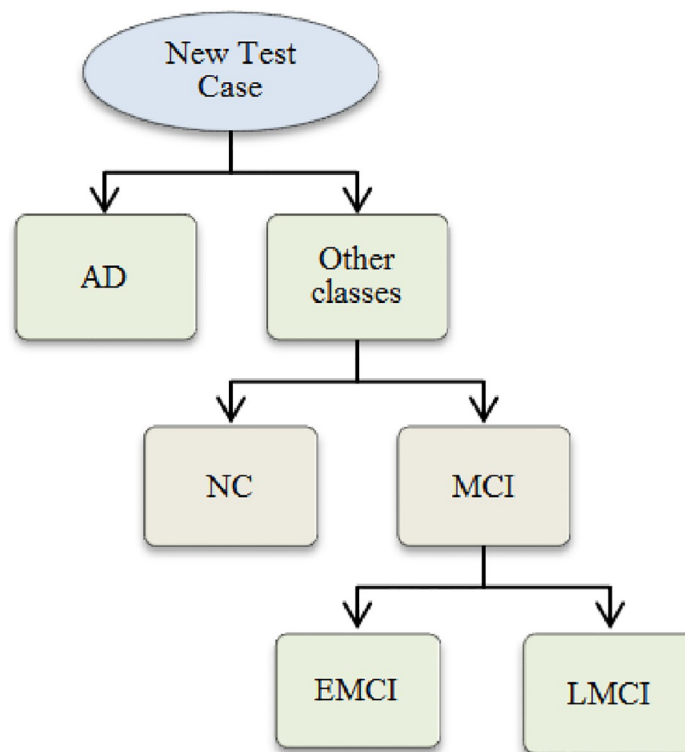 New Test
Case
AD
Other
classes
NC
MCI
EMCI
LMCI